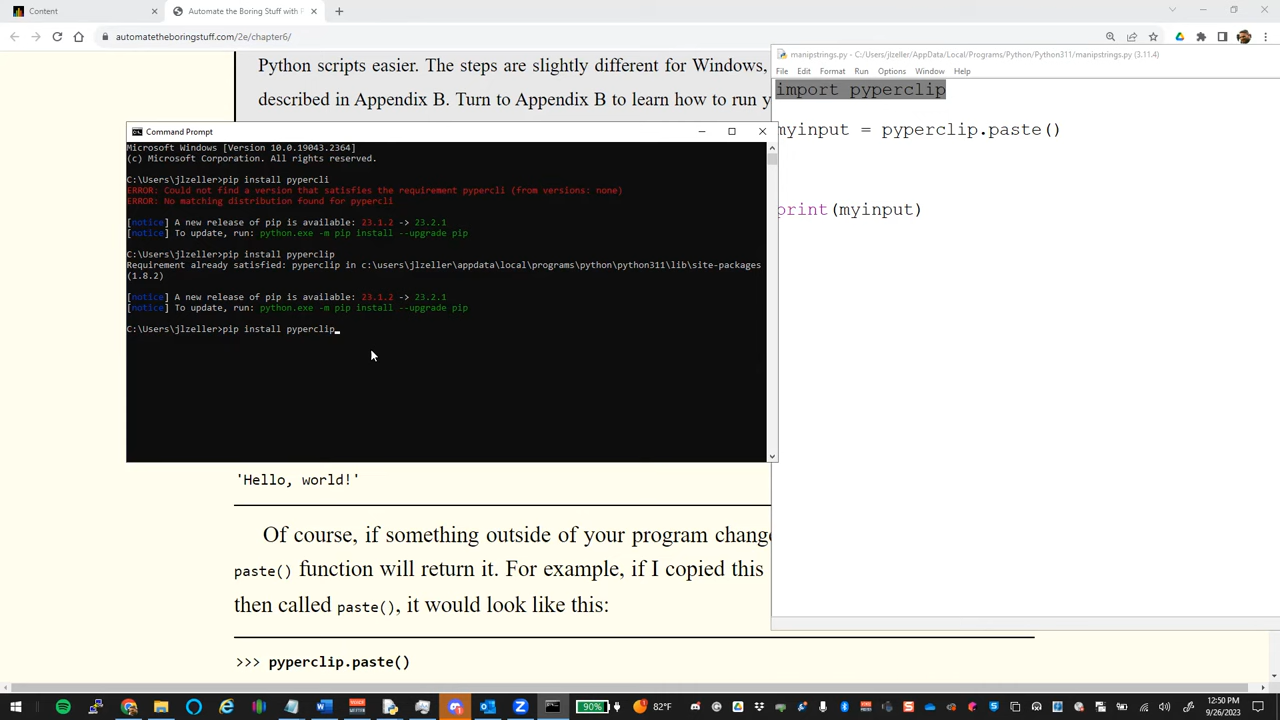 Content
Automate the Boring Stuff with P
automatetheboringstuff.com/2e/chapter6/
Python scripts easier. The steps are slightly different for Windows,
described in Appendix B. Turn to Appendix B to learn how to run y
manipstrings.py - C:/Users/jlzeller/AppData/Local/Programs/Python/Python311/manipstrings.py (3.11.4)
File Edit Format Run Options Window Help
import pyperclip
myinput = pyperclip.paste()
print(myinput)
Command Prompt
Microsoft Windows [Version 10.0.19043.2364]
(c) Microsoft Corporation. All rights reserved.
C:\Users\jlzeller>pip install pypercli
ERROR: Could not find a version that satisfies the requirement pypercli (from versions: none)
ERROR: No matching distribution found for pypercli
[notice] A new release of pip is available: 23.1.2 -> 23.2.1
[notice] To update, run: python.exe -m pip install --upgrade pip
C:\Users\jlzeller>pip install pyperclip
Requirement already satisfied: pyperclip in c:\users\jlzeller\appdata\local\programs\python\python311\lib\site-packages
(1.8.2)
[notice] A new release of pip is available: 23.1.2 -> 23.2.1
[notice] To update, run: python.exe -m pip install --upgrade pip
C:\Users\jlzeller>pip install pyperclip_
'Hello, world!'
Of course, if something outside of your program change
paste() function will return it. For example, if I copied this
then called paste(), it would look like this:
>>> pyperclip.paste()
90%
82°F
12:50 PM
9/26/2023